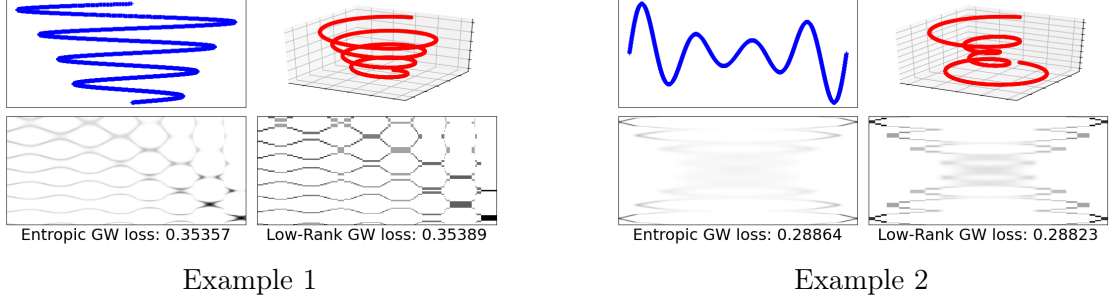 Entropic GW loss: 0.35357
Low-Rank GW loss: 0.35389
Entropic GW loss: 0.28864
Low-Rank GW loss: 0.28823
Example 1
Example 2